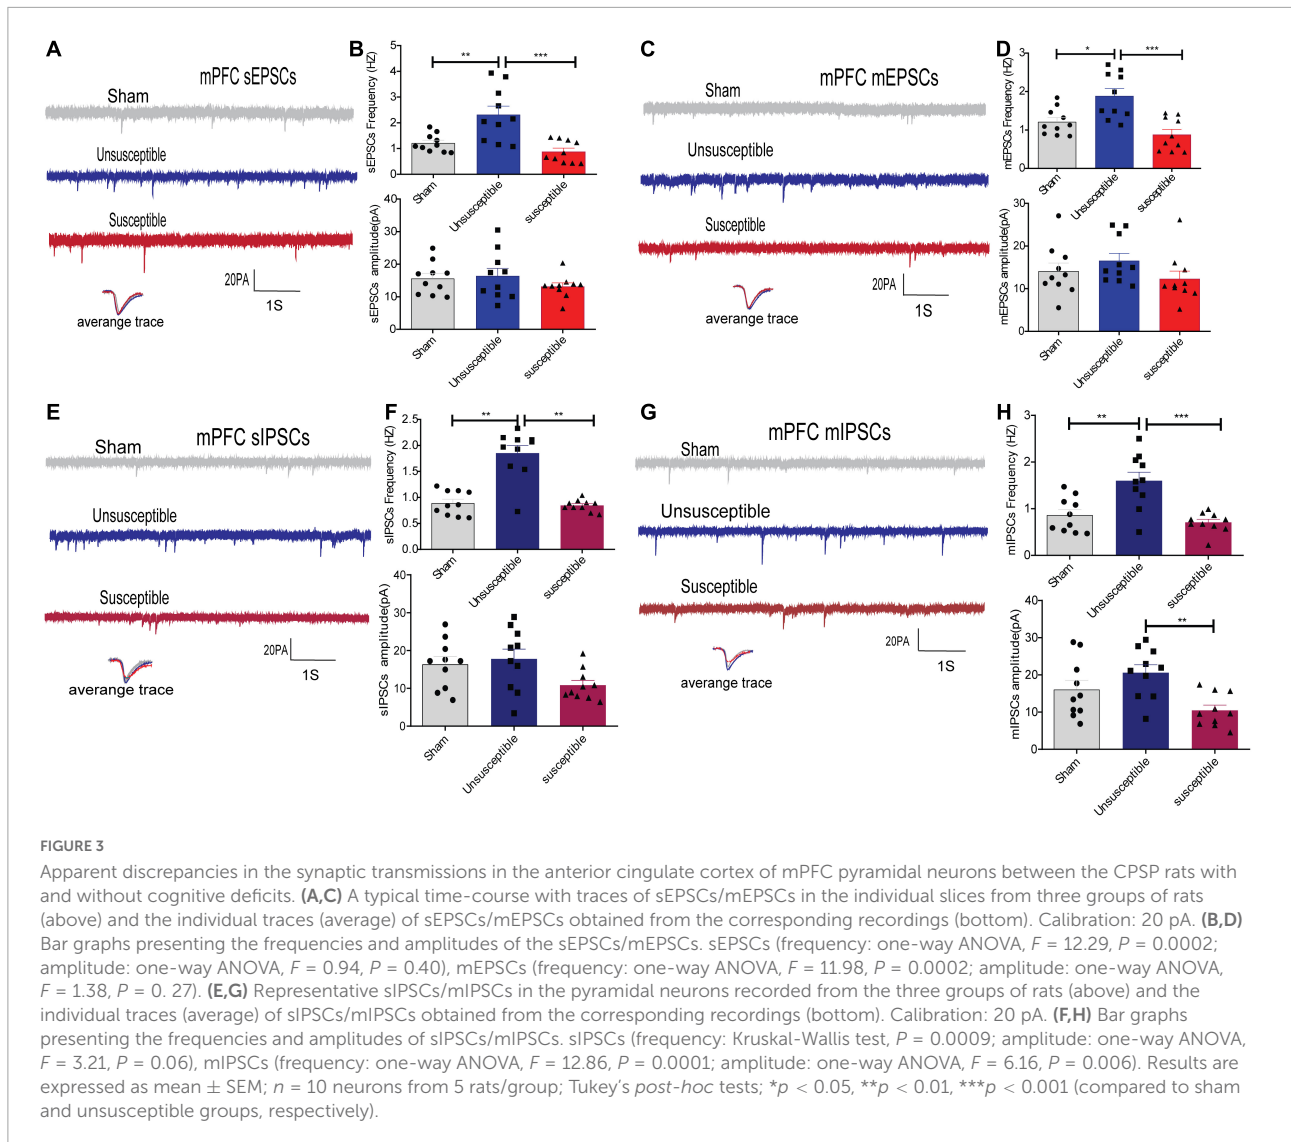 A
mPFC sEPSCs
Sham
Unsusceptible
Susceptible
20PA
1S
averange trace
B
sEPSCs Frequency (HZ)
5
4
3
2
1
0
**
***
Sham
Unsusceptible
susceptible
sEPSCs amplitude(pA)
40
30
20
10
0
Sham
Unsusceptible
susceptible
C
mPFC mEPSCs
Sham
Unsusceptible
Susceptible
20PA
1S
averange trace
D
mEPSCs Frequency (HZ)
3
2
1
0
*
***
Sham
Unsusceptible
susceptible
mEPSCs amplitude(pA)
30
20
10
0
Sham
Unsusceptible
susceptible
E
mPFC sIPSCs
Sham
Unsusceptible
Susceptible
20PA
1S
averange trace
F
sIPSCs Frequency (HZ)
2.5
2.0
1.5
1.0
0.5
0.0
**
**
Sham
Unsusceptible
susceptible
sIPSCs amplitude(pA)
40
30
20
10
0
Sham
Unsusceptible
susceptible
G
mPFC mIPSCs
Sham
Unsusceptible
Susceptible
20PA
1S
averange trace
H
mIPSCs Frequency (HZ)
3
2
1
0
**
***
Sham
Unsusceptible
susceptible
mIPSCs amplitude(pA)
40
30
20
10
0
**
Sham
Unsusceptible
susceptible
FIGURE 3
Apparent discrepancies in the synaptic transmissions in the anterior cingulate cortex of mPFC pyramidal neurons between the CPSP rats with
and without cognitive deficits. (A,C) A typical time-course with traces of sEPSCs/mEPSCs in the individual slices from three groups of rats
(above) and the individual traces (average) of sEPSCs/mEPSCs obtained from the corresponding recordings (bottom). Calibration: 20 pA. (B,D)
Bar graphs presenting the frequencies and amplitudes of the sEPSCs/mEPSCs. sEPSCs (frequency: one-way ANOVA, F = 12.29, P = 0.0002;
amplitude: one-way ANOVA, F = 0.94, P = 0.40), mEPSCs (frequency: one-way ANOVA, F = 11.98, P = 0.0002; amplitude: one-way ANOVA,
F = 1.38, P = 0. 27). (E,G) Representative sIPSCs/mIPSCs in the pyramidal neurons recorded from the three groups of rats (above) and the
individual traces (average) of sIPSCs/mIPSCs obtained from the corresponding recordings (bottom). Calibration: 20 pA. (F,H) Bar graphs
presenting the frequencies and amplitudes of sIPSCs/mIPSCs. sIPSCs (frequency: Kruskal-Wallis test, P = 0.0009; amplitude: one-way ANOVA,
F = 3.21, P = 0.06), mIPSCs (frequency: one-way ANOVA, F = 12.86, P = 0.0001; amplitude: one-way ANOVA, F = 6.16, P = 0.006). Results are
expressed as mean ± SEM; n = 10 neurons from 5 rats/group; Tukey's post-hoc tests; *p < 0.05, **p < 0.01, ***p < 0.001 (compared to sham
and unsusceptible groups, respectively).